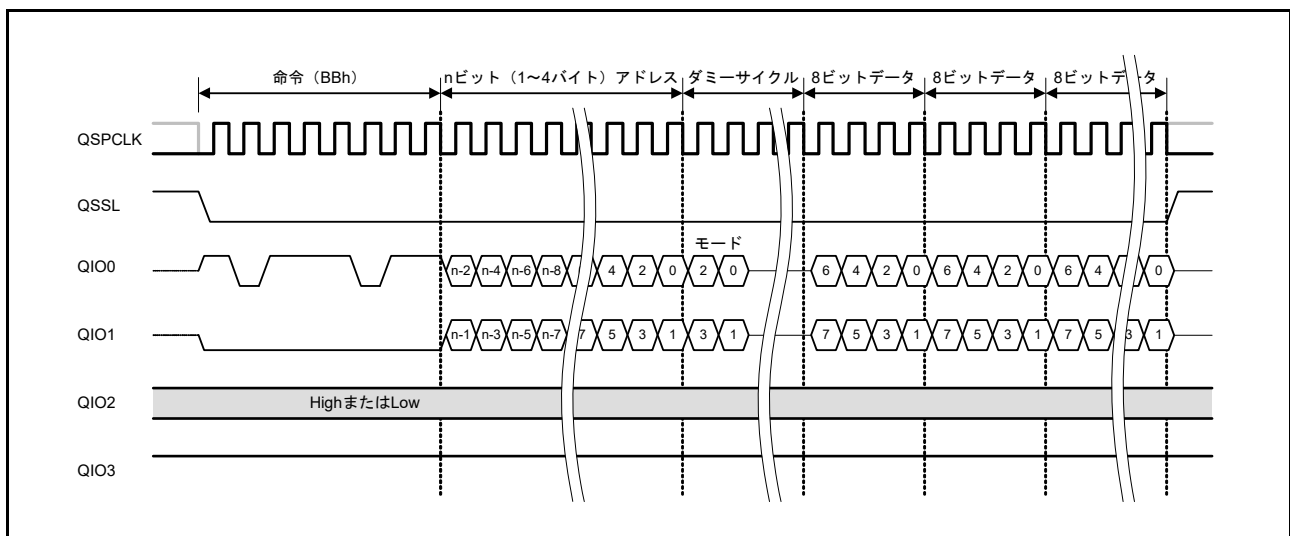 命令（BBh） nビット（1～4バイト）アドレス ダミーサイクル 8ビットデータ 8ビットデータ 8ビットデータ
QSPCLK
QSSL
モード
QIO0 n-2 n-4 n-6 n-8 4 2 0 2 0 6 4 2 0 6 4 2 0 6 4 0
QIO1 n-1 n-3 n-5 n-7 7 5 3 1 3 1 7 5 3 1 7 5 3 1 7 5 3 1
QIO2 HighまたはLow
QIO3